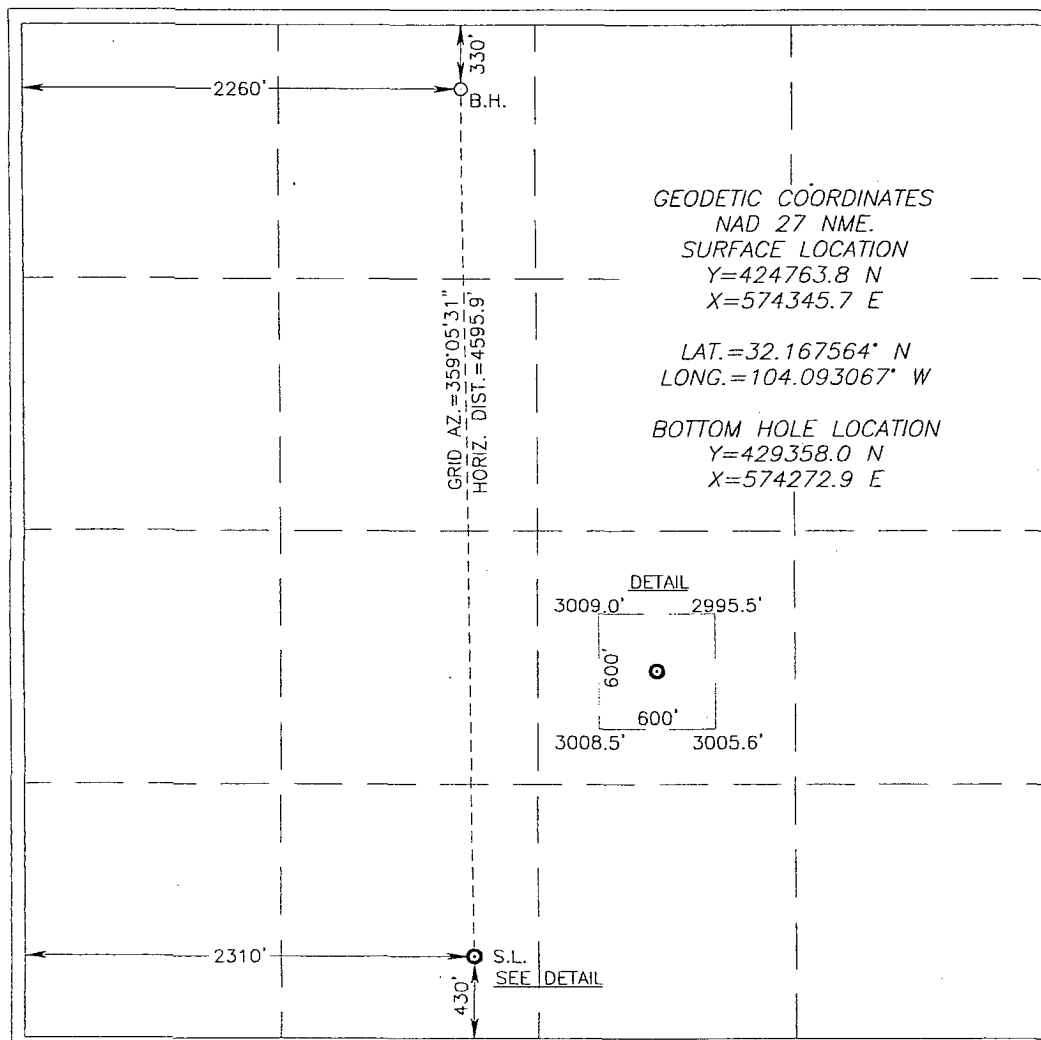 330'
2260'
B.H.
GEODETIC COORDINATES
NAD 27 NME.
SURFACE LOCATION
Y=424763.8 N
X=574345.7 E
LAT.=32.167564° N
LONG.=104.093067° W
BOTTOM HOLE LOCATION
Y=429358.0 N
X=574272.9 E
GRID AZ.=359°05'31"
HORIZ. DIST.=4595.9'
DETAIL
3009.0' 2995.5'
600'
600'
3008.5' 3005.6'
2310'
S.L.
SEE DETAIL
430'